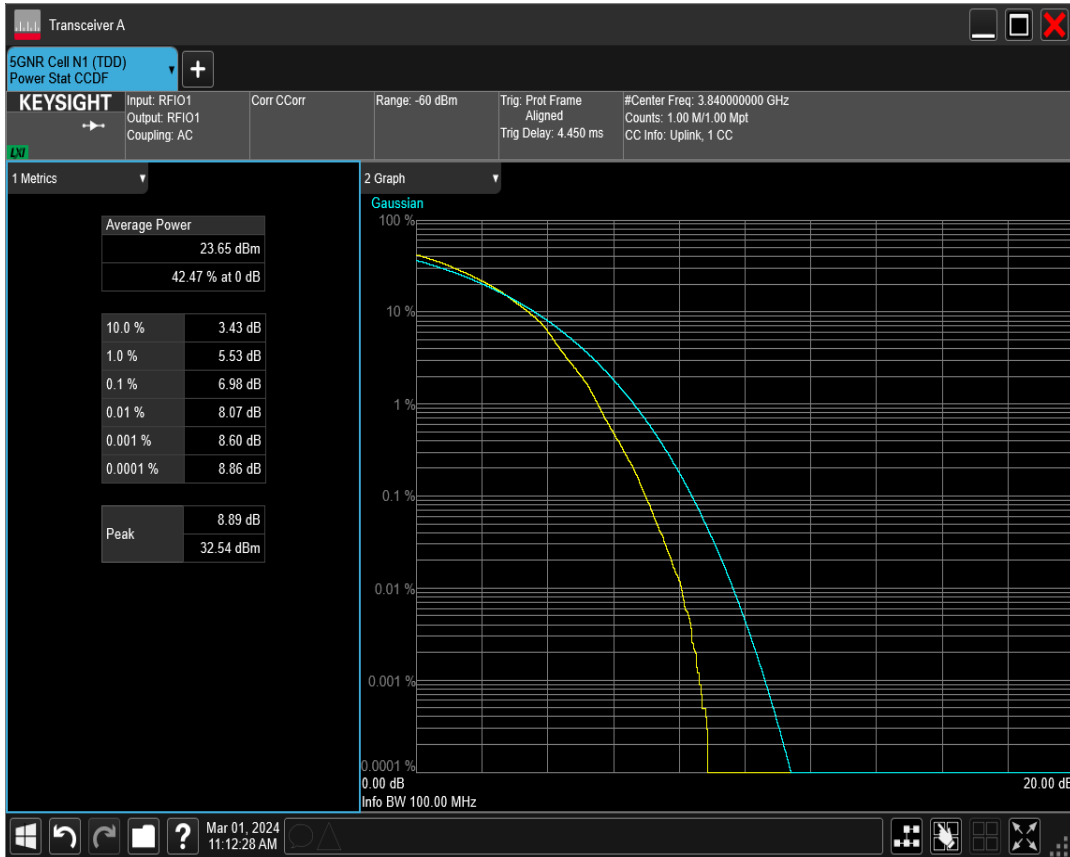 Transceiver A
5GNR Cell N1 (TDD)
Power Stat CCDF
+
KEYSIGHT
LXI
Input: RFIO1
Output: RFIO1
Coupling: AC
Corr CCorr
Range: -60 dBm
Trig: Prot Frame
Aligned
Trig Delay: 4.450 ms
#Center Freq: 3.840000000 GHz
Counts: 1.00 M/1.00 Mpt
CC Info: Uplink, 1 CC
1 Metrics
Average Power
23.65 dBm
42.47 % at 0 dB
10.0 % 3.43 dB
1.0 % 5.53 dB
0.1 % 6.98 dB
0.01 % 8.07 dB
0.001 % 8.60 dB
0.0001 % 8.86 dB
Peak
8.89 dB
32.54 dBm
2 Graph
Gaussian
100 %
10 %
1 %
0.1 %
0.01 %
0.001 %
0.0001 %
0.00 dB 20.00 dB
Info BW 100.00 MHz
?
Mar 01, 2024
11:12:28 AM